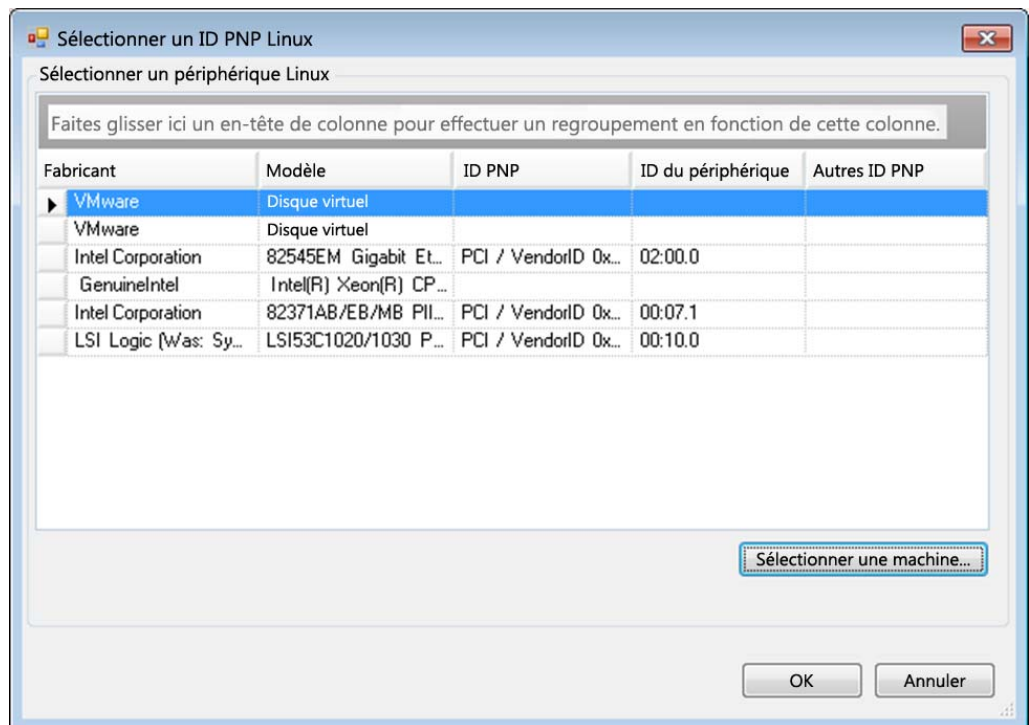 Sélectionner un ID PNP Linux
Sélectionner un périphérique Linux
Faites glisser ici un en-tête de colonne pour effectuer un regroupement en fonction de cette colonne.
Fabricant Modèle ID PNP ID du périphérique Autres ID PNP
VMware Disque virtuel
VMware Disque virtuel
Intel Corporation 82545EM Gigabit Et... PCI / VendorID 0x... 02:00.0
GenuineIntel Intel(R) Xeon(R) CP...
Intel Corporation 82371AB/EB/MB PII... PCI / VendorID 0x... 00:07.1
LSI Logic (Was: Sy... LSI53C1020/1030 P... PCI / VendorID 0x... 00:10.0
Sélectionner une machine...
OK Annuler